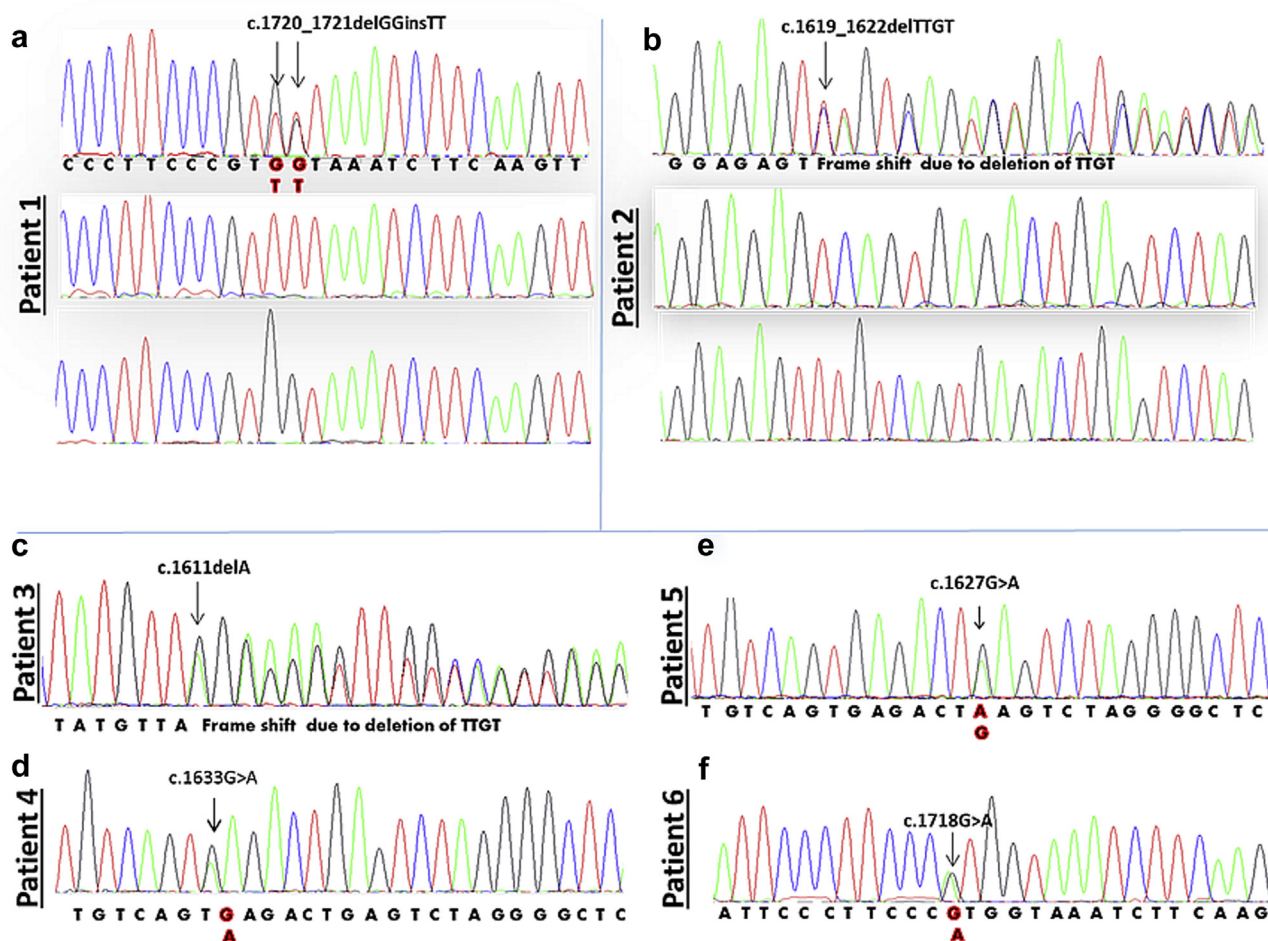 a
c.1720_1721delGGinsTT
C C C T T C C C G T G G T A A A T C T T C A A G T T
T T
Patient 1
b
c.1619_1622delTTGT
G G A G A G T Frame shift due to deletion of TTGT
Patient 2
c
c.1611delA
Patient 3
T A T G T T A Frame shift due to deletion of TTGT
d
c.1633G>A
Patient 4
T G T C A G T G A G A C T G A G T C T A G G G G C T C
A
e
c.1627G>A
Patient 5
T G T C A G T G A G A C T A A G T C T A G G G G C T C
G
f
c.1718G>A
Patient 6
A T T C C C T T C C C G T G G T A A A T C T T C A A G
A